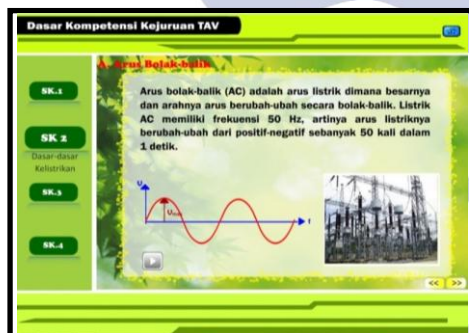 Dasar Kompetensi Kejuruan TAV
A. Arus Bolak-balik
SK.1
SK 2
Dasar-dasar
Kelistrikan
SK.3
SK.4
Arus bolak-balik (AC) adalah arus listrik dimana besarnya
dan arahnya arus berubah-ubah secara bolak-balik. Listrik
AC memiliki frekuensi 50 Hz, artinya arus listriknya
berubah-ubah dari positif-negatif sebanyak 50 kali dalam
1 detik.
U
t
<< >>